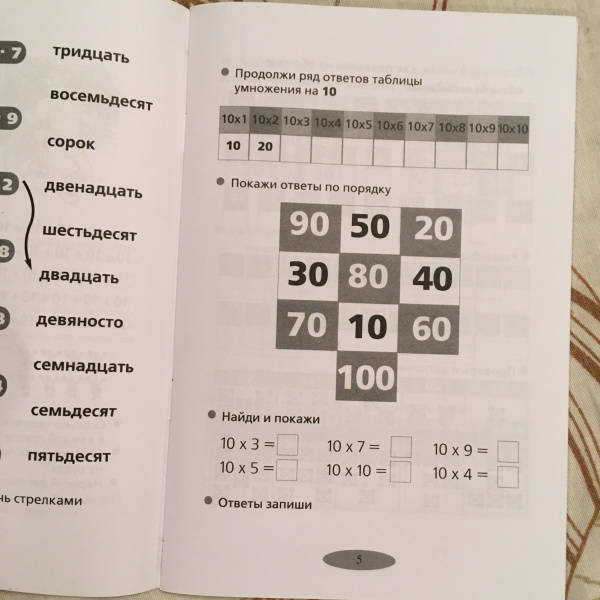 · 7
тридцать
восемьдесят
9
сорок
2
двенадцать
шестьдесят
8
двадцать
3
девяносто
семнадцать
семьдесят
пятьдесят
нь стрелками
• Продолжи ряд ответов таблицы
умножения на 10
10x1 10x2 10x3 10x4 10x5 10x6 10x7 10x8 10x9 10x10
10 20
• Покажи ответы по порядку
90 50 20
30 80 40
70 10 60
100
• Найди и покажи
10 x 3 = 10 x 7 = 10 x 9 =
10 x 5 = 10 x 10 = 10 x 4 =
• Ответы запиши
5